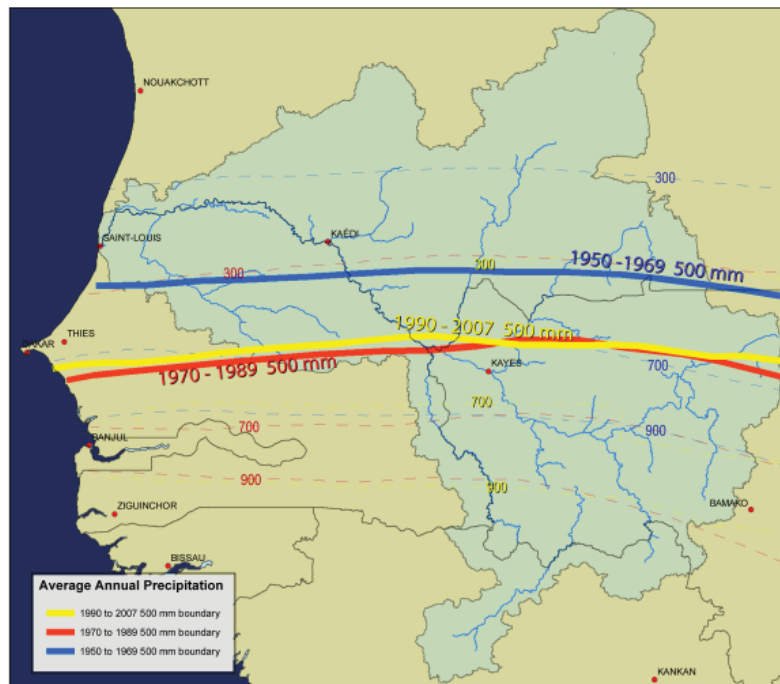 NOUAKCHOTT
300
SAINT-LOUIS
KAÉDI
300
300
1950 -1969 500 mm
1990 - 2007 500 mm
THIES
DAKAR
1970 - 1989 500 mm
KAYES
700
700
700
900
BANJUL
900
900
BAMAKO
ZIGUINCHOR
BISSAU
Average Annual Precipitation
1990 to 2007 500 mm boundary
1970 to 1989 500 mm boundary
1950 to 1969 500 mm boundary
KANKAN